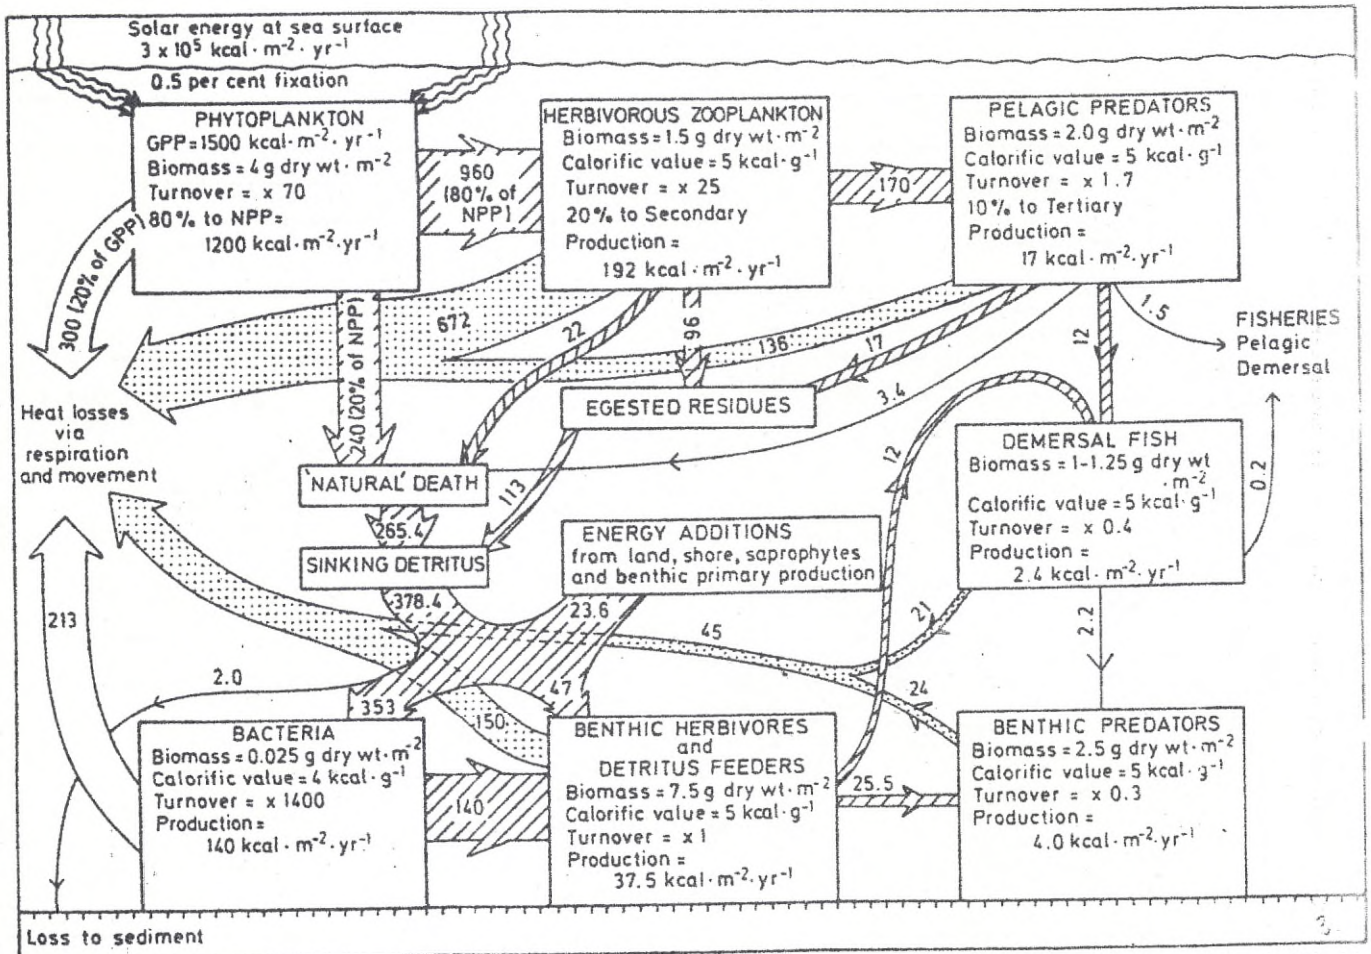 Solar energy at sea surface
3 x 10⁵ kcal · m⁻² · yr⁻¹
0.5 per cent fixation
PHYTOPLANKTON
GPP=1500 kcal·m⁻²·yr⁻¹
Biomass=4g dry wt·m⁻²
Turnover = x 70
80% to NPP=
1200 kcal·m⁻²·yr⁻¹
960
(80% of
NPP)
HERBIVOROUS ZOOPLANKTON
Biomass=1.5g dry wt·m⁻²
Calorific value=5 kcal·g⁻¹
Turnover = x 25
20% to Secondary
Production =
192 kcal·m⁻²·yr⁻¹
170
PELAGIC PREDATORS
Biomass=2.0g dry wt·m⁻²
Calorific value=5 kcal·g⁻¹
Turnover = x 1.7
10% to Tertiary
Production =
17 kcal·m⁻²·yr⁻¹
300 (20% of GPP)
672
240 (20% of NPP)
22
96
136
17
3.4
12
1.5
FISHERIES
Pelagic
Demersal
Heat losses
via
respiration
and movement
EGESTED RESIDUES
'NATURAL' DEATH
113
265.4
SINKING DETRITUS
ENERGY ADDITIONS
from land, shore, saprophytes
and benthic primary production
12
DEMERSAL FISH
Biomass=1-1.25g dry wt
·m⁻²
Calorific value=5kcal·g⁻¹
Turnover = x 0.4
Production =
2.4 kcal·m⁻²·yr⁻¹
0.2
213
378.4
23.6
45
21
2.2
2.0
353
47
150
24
BACTERIA
Biomass=0.025 g dry wt·m⁻²
Calorific value=4 kcal·g⁻¹
Turnover = x 1400
Production=
140 kcal·m⁻²·yr⁻¹
140
BENTHIC HERBIVORES
and
DETRITUS FEEDERS
Biomass=7.5g dry wt·m⁻²
Calorific value=5 kcal·g⁻¹
Turnover = x 1
Production =
37.5 kcal·m⁻²·yr⁻¹
25.5
BENTHIC PREDATORS
Biomass=2.5g dry wt·m⁻²
Calorific value=5kcal·g⁻¹
Turnover = x 0.3
Production =
4.0 kcal·m⁻²·yr⁻¹
Loss to sediment